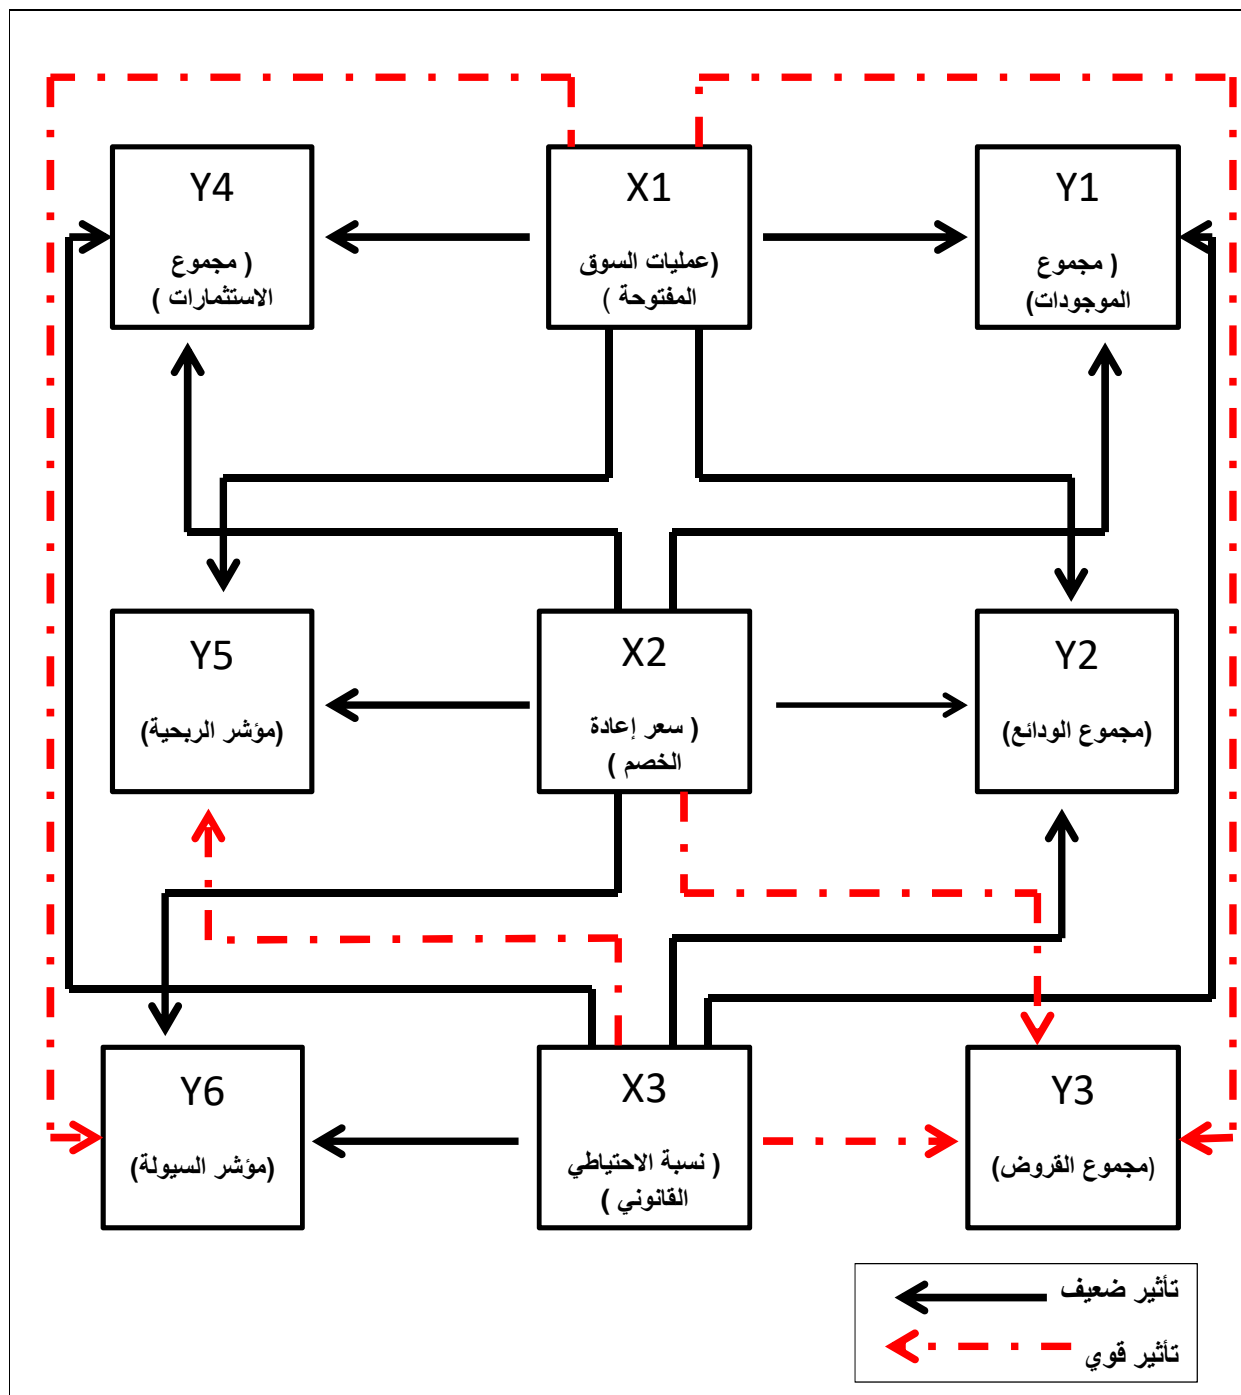 Y4
( مجموع
الاستثمارات )
X1
(عمليات السوق
المفتوحة )
Y1
( مجموع
الموجودات)
Y5
(مؤشر الربحية)
X2
( سعر إعادة
الخصم )
Y2
(مجموع الودائع)
Y6
(مؤشر السيولة)
X3
( نسبة الاحتياطي
القانوني )
Y3
(مجموع القروض)
تأثير ضعيف
تأثير قوي